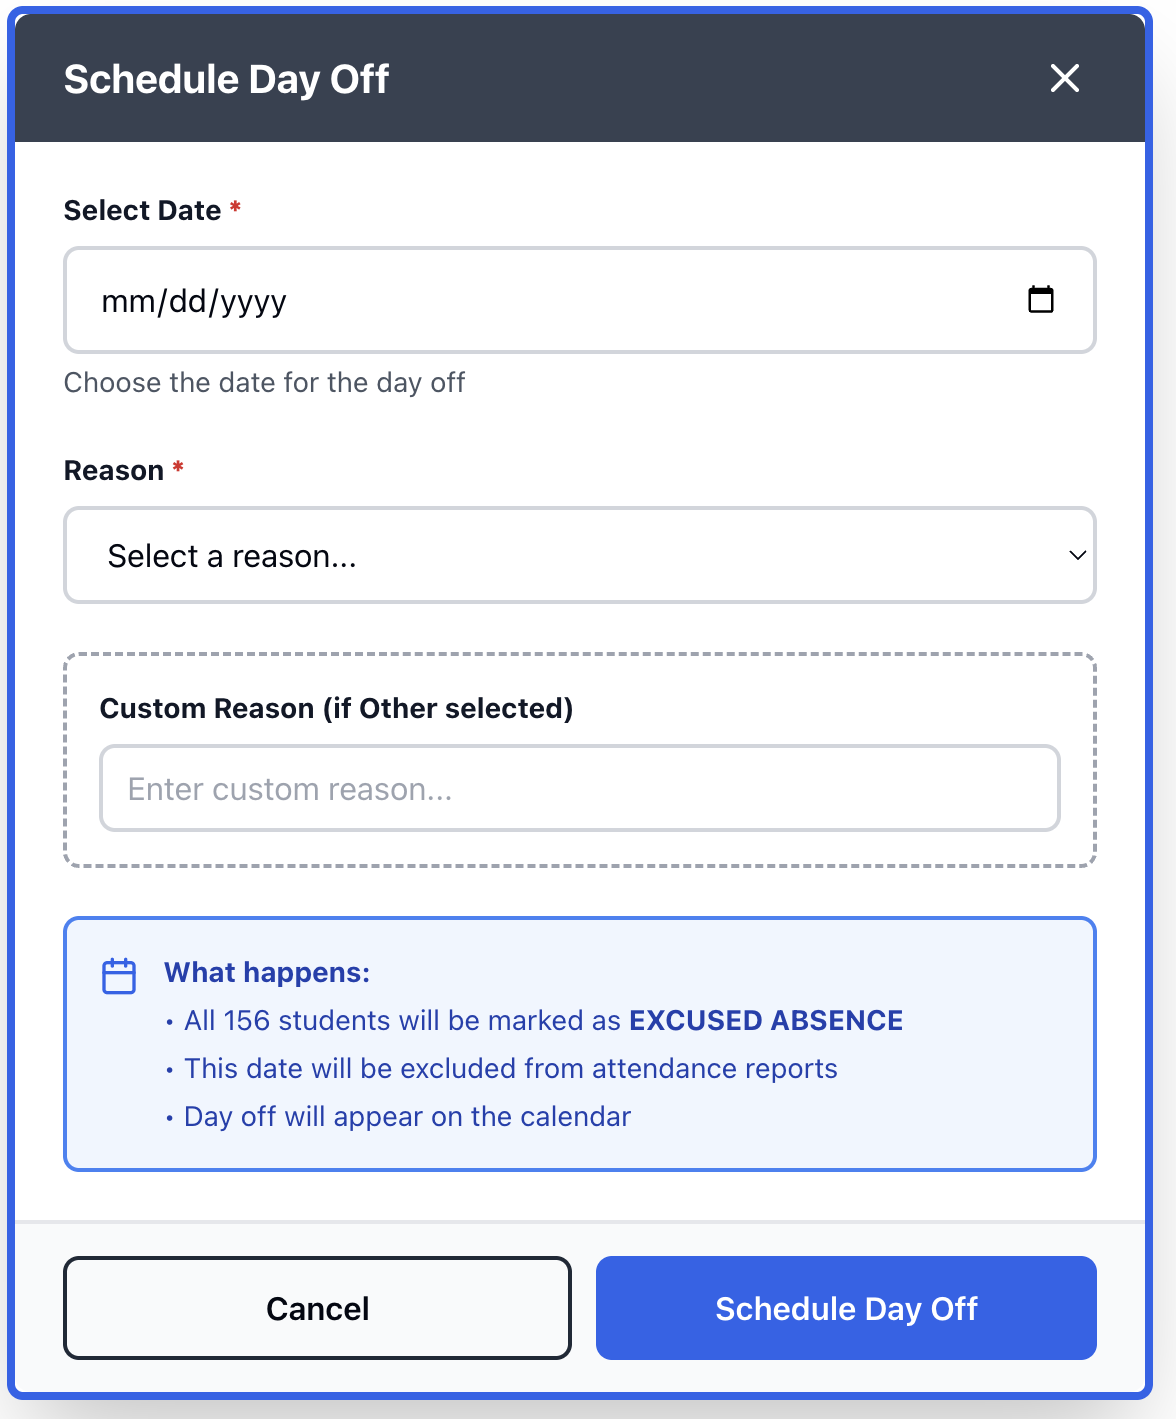 Schedule Day Off
Select Date *
mm/dd/yyyy
Choose the date for the day off
Reason *
Select a reason...
Custom Reason (if Other selected)
Enter custom reason...
What happens:
• All 156 students will be marked as EXCUSED ABSENCE
• This date will be excluded from attendance reports
• Day off will appear on the calendar
Cancel
Schedule Day Off